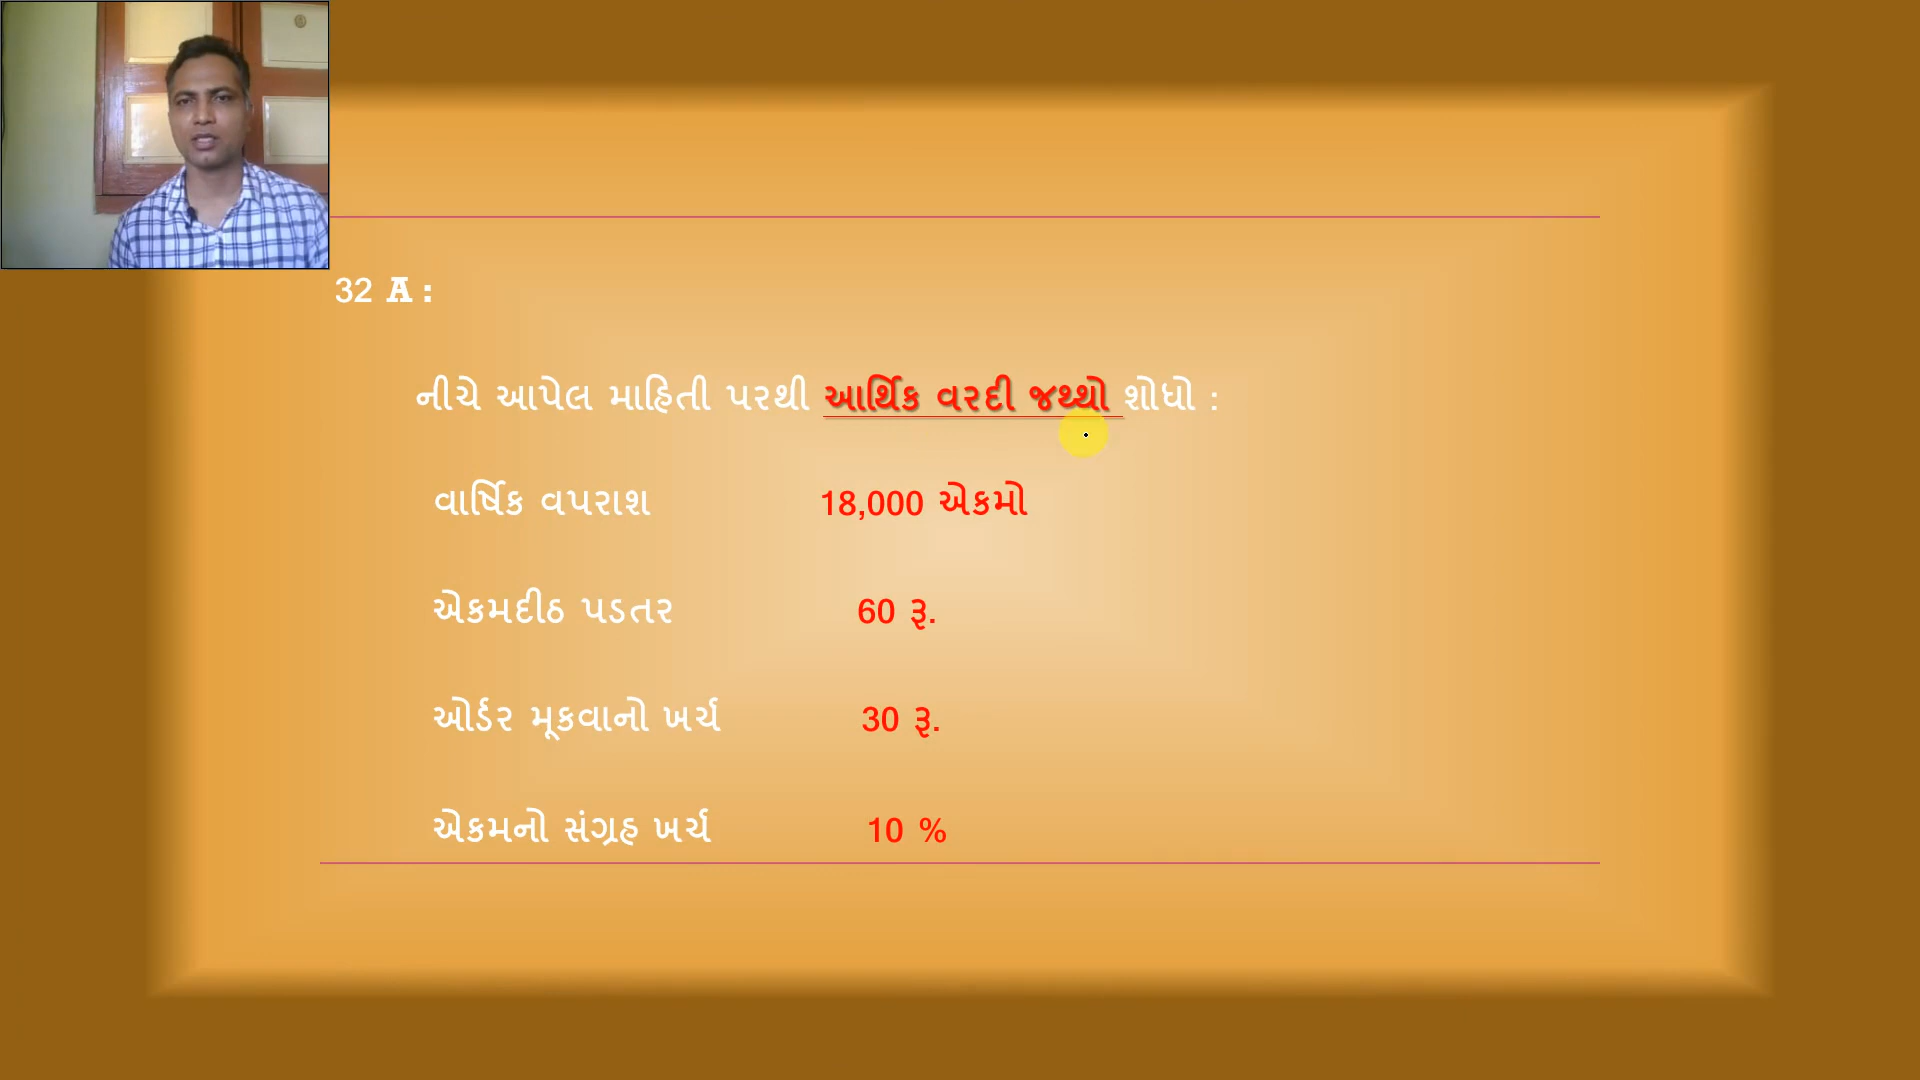 32 A :
નીચે આપેલ માહિતી પરથી આર્થિક વરદી જથ્થો શોધો :
વાર્ષિક વપરાશ 18,000 એકમો
એકમદીઠ પડતર 60 રૂ.
ઓર્ડર મૂકવાનો ખર્ચ 30 રૂ.
એકમનો સંગ્રહ ખર્ચ 10 %